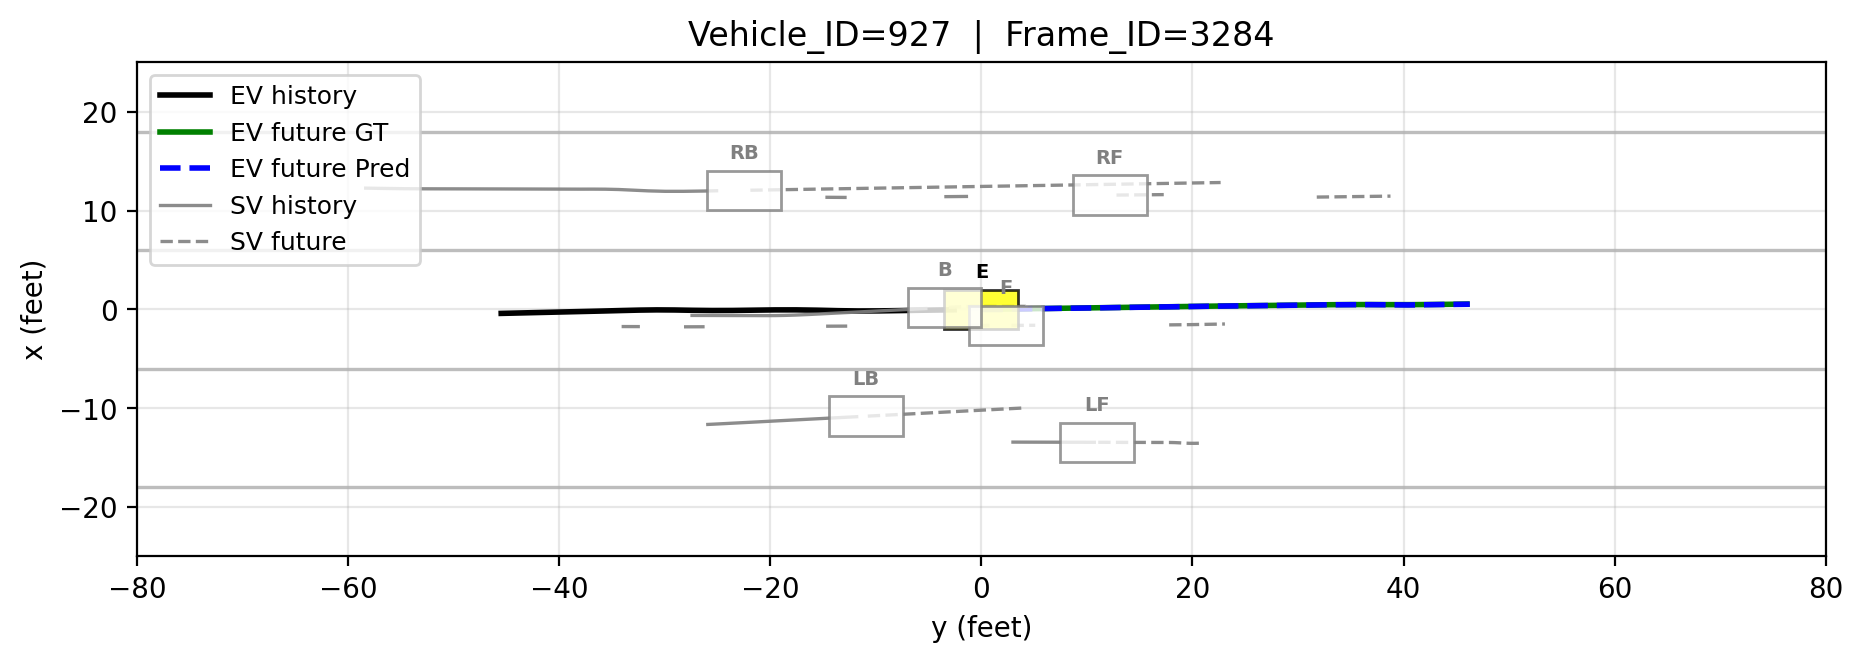 Vehicle_ID=927 | Frame_ID=3284
EV history
EV future GT
EV future Pred
SV history
SV future
RB
RF
B
E
F
LB
LF
20
10
0
−10
−20
x (feet)
−80
−60
−40
−20
0
20
40
60
80
y (feet)